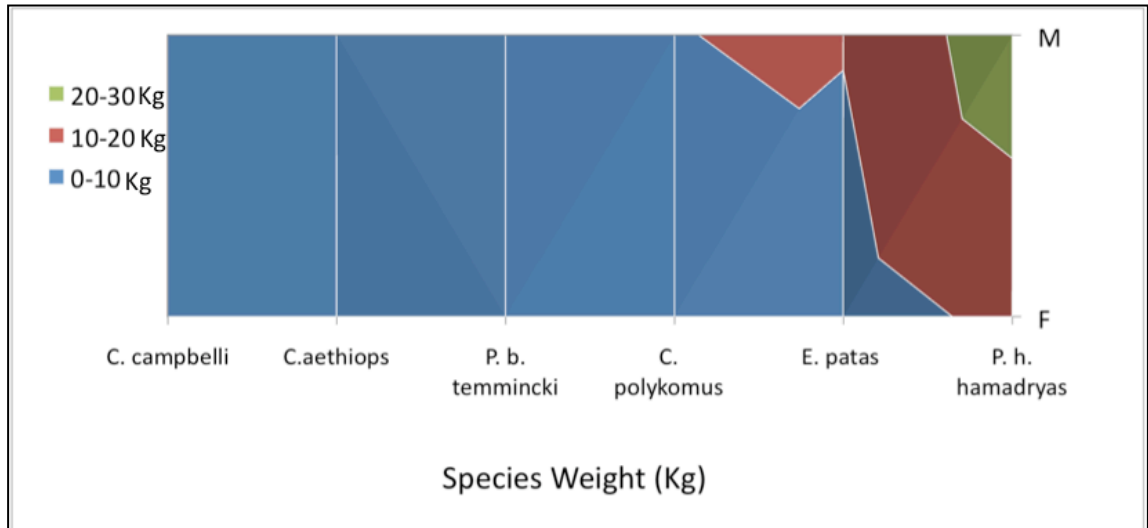 M
20-30 Kg
10-20 Kg
0-10 Kg
F
C. campbelli
C.aethiops
P. b.
temmincki
C.
polykomus
E. patas
P. h.
hamadryas
Species Weight (Kg)